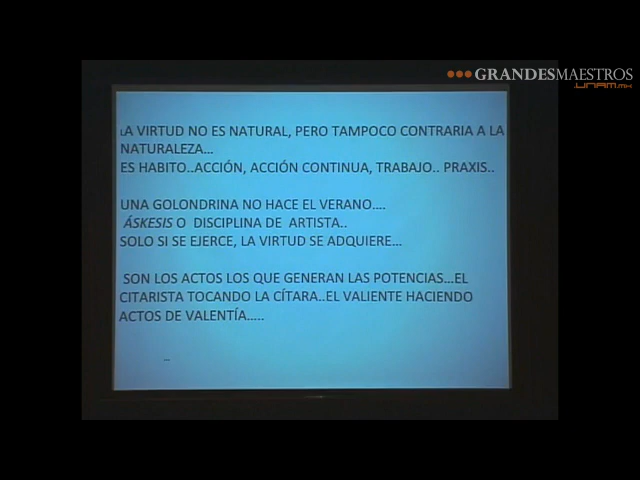 GRANDESMAESTROS
.UNAM.MX
LA VIRTUD NO ES NATURAL, PERO TAMPOCO CONTRARIA A LA
NATURALEZA...
ES HABITO..ACCIÓN, ACCIÓN CONTINUA, TRABAJO.. PRAXIS..
UNA GOLONDRINA NO HACE EL VERANO....
ÁSKESIS O DISCIPLINA DE ARTISTA..
SOLO SI SE EJERCE, LA VIRTUD SE ADQUIERE...
SON LOS ACTOS LOS QUE GENERAN LAS POTENCIAS...EL
CITARISTA TOCANDO LA CÍTARA..EL VALIENTE HACIENDO
ACTOS DE VALENTÍA.....
..